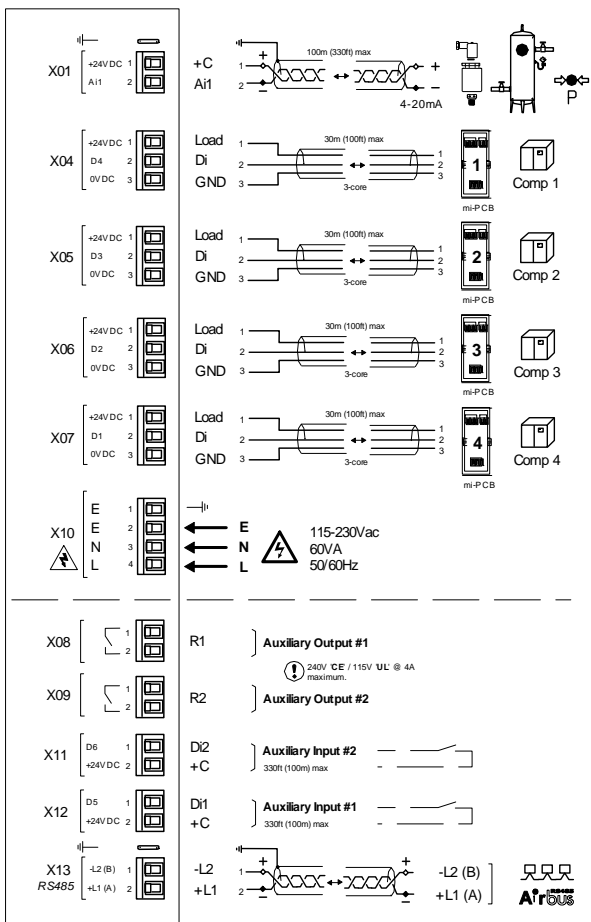 X01
+24VDC 1
Ai1 2
+C
Ai1
+
1
2
–
100m (330ft) max
+
–
4-20mA
P
X04
+24VDC 1
D4 2
0VDC 3
Load 1
Di 2
GND 3
30m (100ft) max
3-core
1
2
3
1
mi-PCB
Comp 1
X05
+24VDC 1
D3 2
0VDC 3
Load 1
Di 2
GND 3
30m (100ft) max
3-core
1
2
3
2
mi-PCB
Comp 2
X06
+24VDC 1
D2 2
0VDC 3
Load 1
Di 2
GND 3
30m (100ft) max
3-core
1
2
3
3
mi-PCB
Comp 3
X07
+24VDC 1
D1 2
0VDC 3
Load 1
Di 2
GND 3
30m (100ft) max
3-core
1
2
3
4
mi-PCB
Comp 4
X10
E 1
E 2
N 3
L 4
E
N
L
115-230Vac
60VA
50/60Hz
X08
1
2
R1
Auxiliary Output #1
! 240V 'CE' / 115V 'UL' @ 4A
maximum.
X09
1
2
R2
Auxiliary Output #2
X11
D6 1
+24VDC 2
Di2
+C
Auxiliary Input #2
330ft (100m) max
X12
D5 1
+24VDC 2
Di1
+C
Auxiliary Input #1
330ft (100m) max
X13
RS485
-L2 (B) 1
+L1 (A) 2
-L2
+L1
+
1
2
–
+
–
-L2 (B)
+L1 (A)
RS485
Airbus